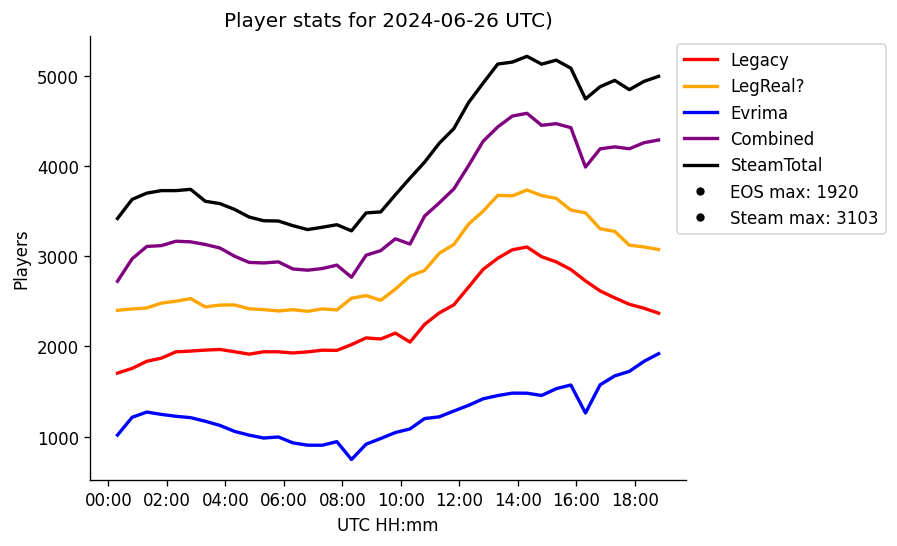 Player stats for 2024-06-26 UTC)
Legacy
LegReal?
Evrima
Combined
SteamTotal
EOS max: 1920
Steam max: 3103
5000
4000
3000
2000
1000
Players
00:00 02:00 04:00 06:00 08:00 10:00 12:00 14:00 16:00 18:00
UTC HH:mm